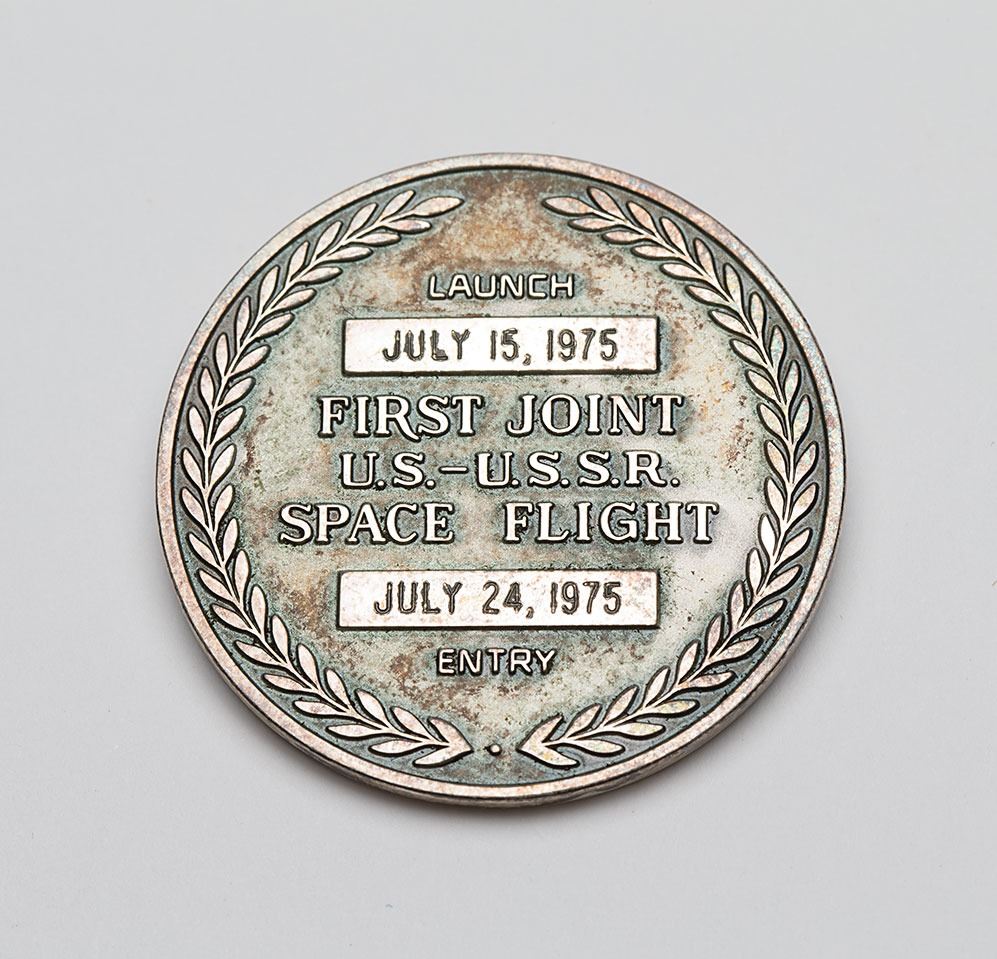 LAUNCH
JULY 15, 1975
FIRST JOINT
U.S.–U.S.S.R.
SPACE FLIGHT
JULY 24, 1975
ENTRY